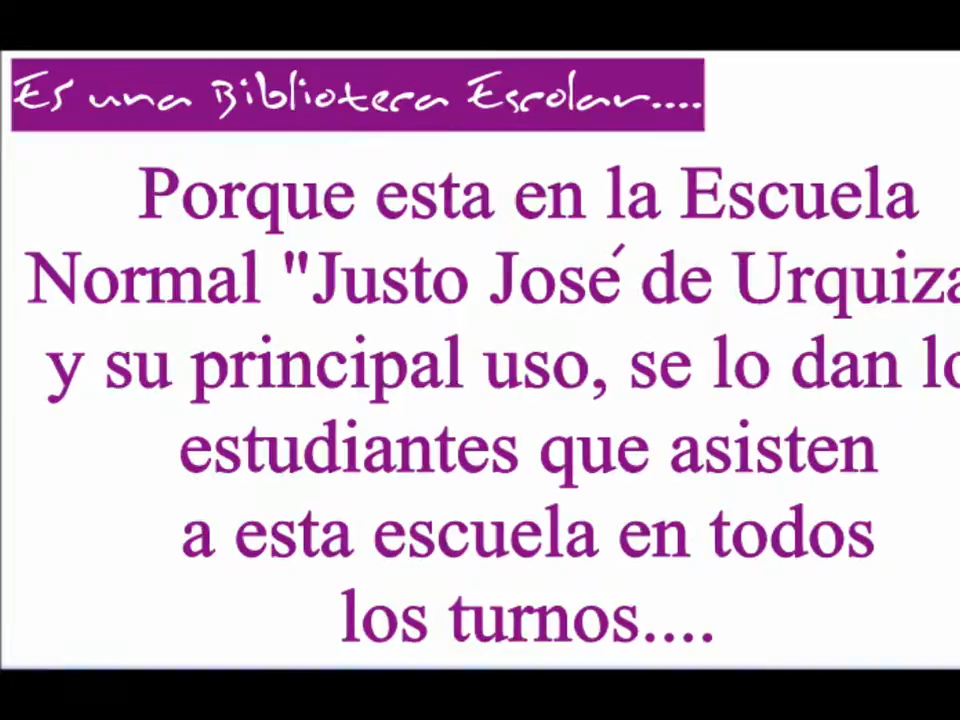 Es una Biblioteca Escolar....
Porque esta en la Escuela
Normal "Justo José de Urquiza
y su principal uso, se lo dan lo
estudiantes que asisten
a esta escuela en todos
los turnos....